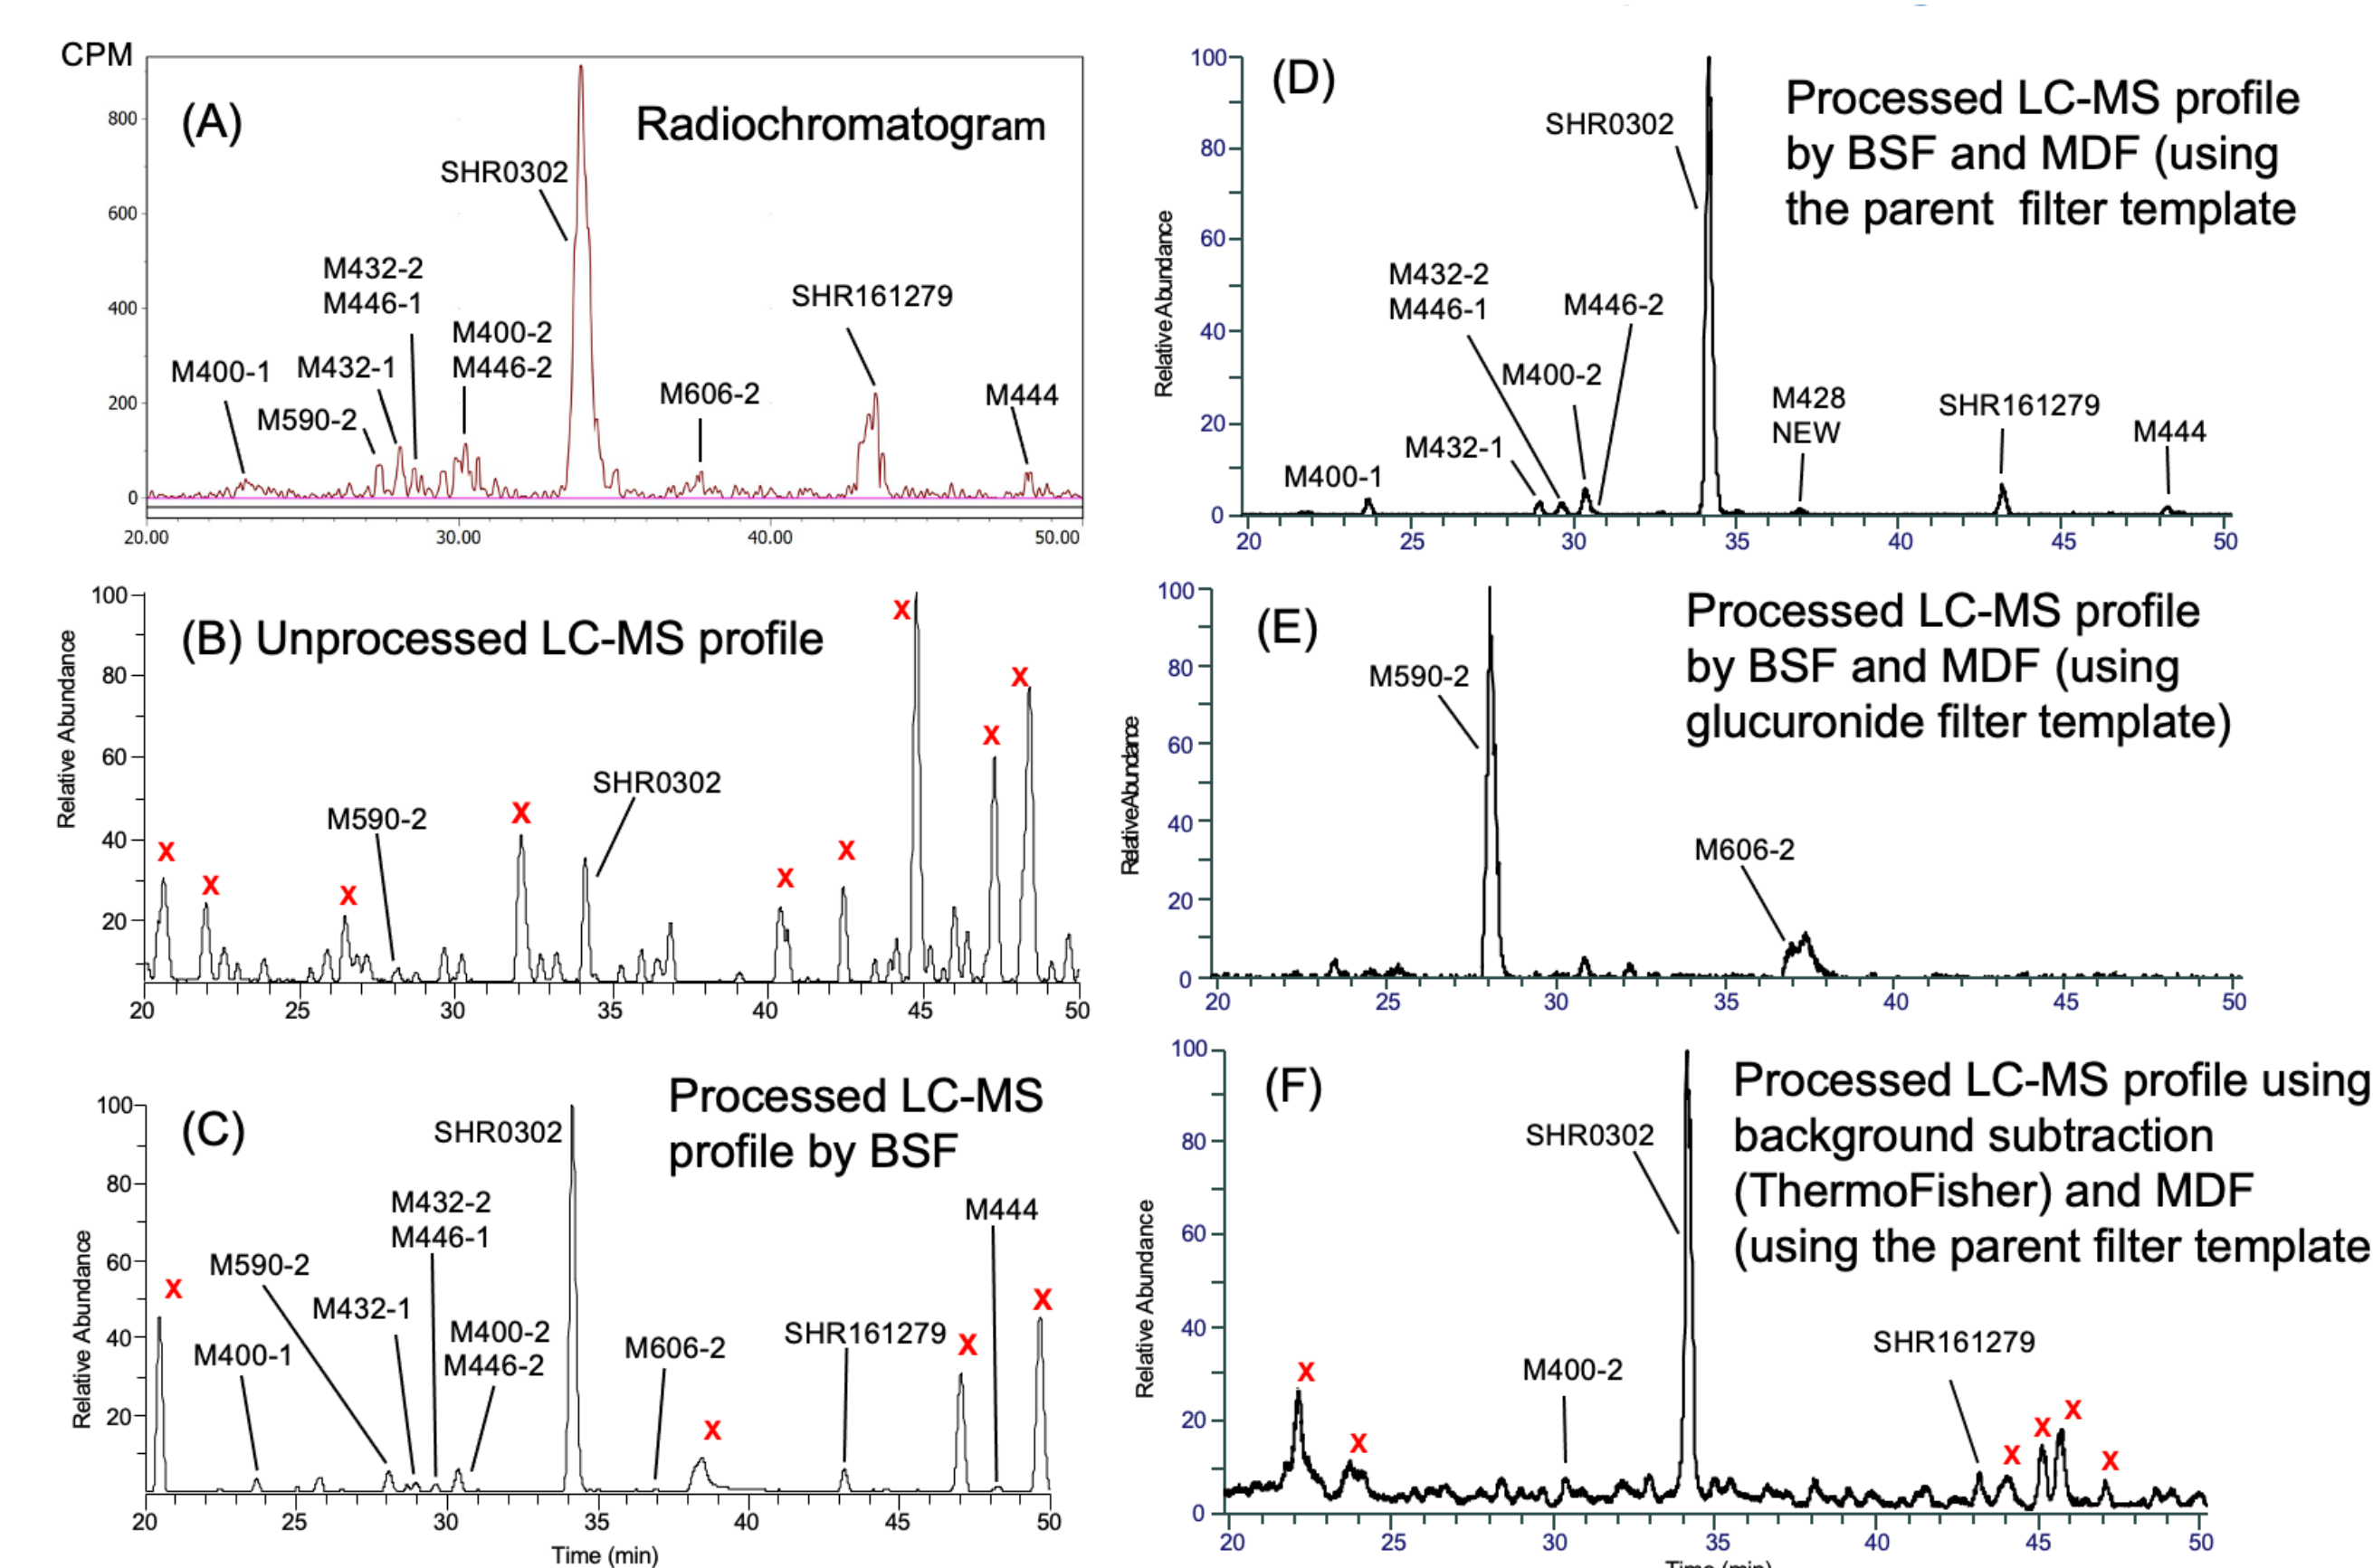 CPM
(A)
Radiochromatogram
SHR0302
M432-2
M446-1
M400-2
M446-2
SHR161279
M400-1
M432-1
M590-2
M606-2
M444
800
600
400
200
0
20.00
30.00
40.00
50.00
(B) Unprocessed LC-MS profile
X
X
X
X
X
X
X
X
X
M590-2
SHR0302
Relative Abundance
100
80
60
40
20
20
25
30
35
40
45
50
(C)
Processed LC-MS
profile by BSF
SHR0302
M432-2
M446-1
M444
M590-2
X
M432-1
X
M400-2
M446-2
M400-1
M606-2
SHR161279
X
X
Relative Abundance
100
80
60
40
20
20
25
30
35
40
45
50
Time (min)
(D)
Processed LC-MS profile
by BSF and MDF (using
the parent filter template
SHR0302
M432-2
M446-1
M446-2
M400-2
M428
NEW
SHR161279
M432-1
M444
M400-1
Relative Abundance
100
80
60
40
20
0
20
25
30
35
40
45
50
(E)
Processed LC-MS profile
by BSF and MDF (using
glucuronide filter template)
M590-2
M606-2
Relative Abundance
100
80
60
40
20
0
20
25
30
35
40
45
50
(F)
Processed LC-MS profile using
background subtraction
(ThermoFisher) and MDF
(using the parent filter template
SHR0302
SHR161279
M400-2
X
X
X
X
X
X
Relative Abundance
100
80
60
40
20
0
20
25
30
35
40
45
50
Time (min)